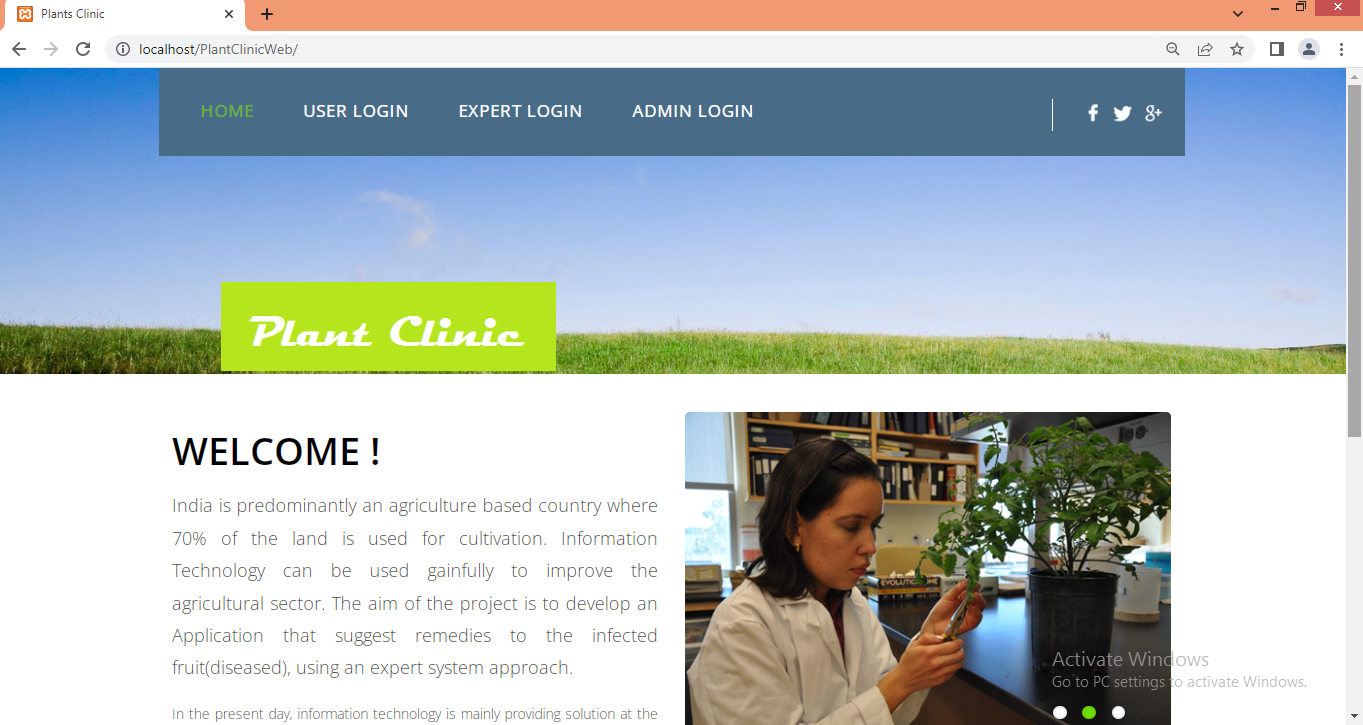 Plants Clinic
localhost/PlantClinicWeb/
HOME USER LOGIN EXPERT LOGIN ADMIN LOGIN
Plant Clinic
WELCOME !
India is predominantly an agriculture based country where
70% of the land is used for cultivation. Information
Technology can be used gainfully to improve the
agricultural sector. The aim of the project is to develop an
Application that suggest remedies to the infected
fruit(diseased), using an expert system approach.
In the present day, information technology is mainly providing solution at the
EVOLUTION
Activate Windows
Go to PC settings to activate Windows.